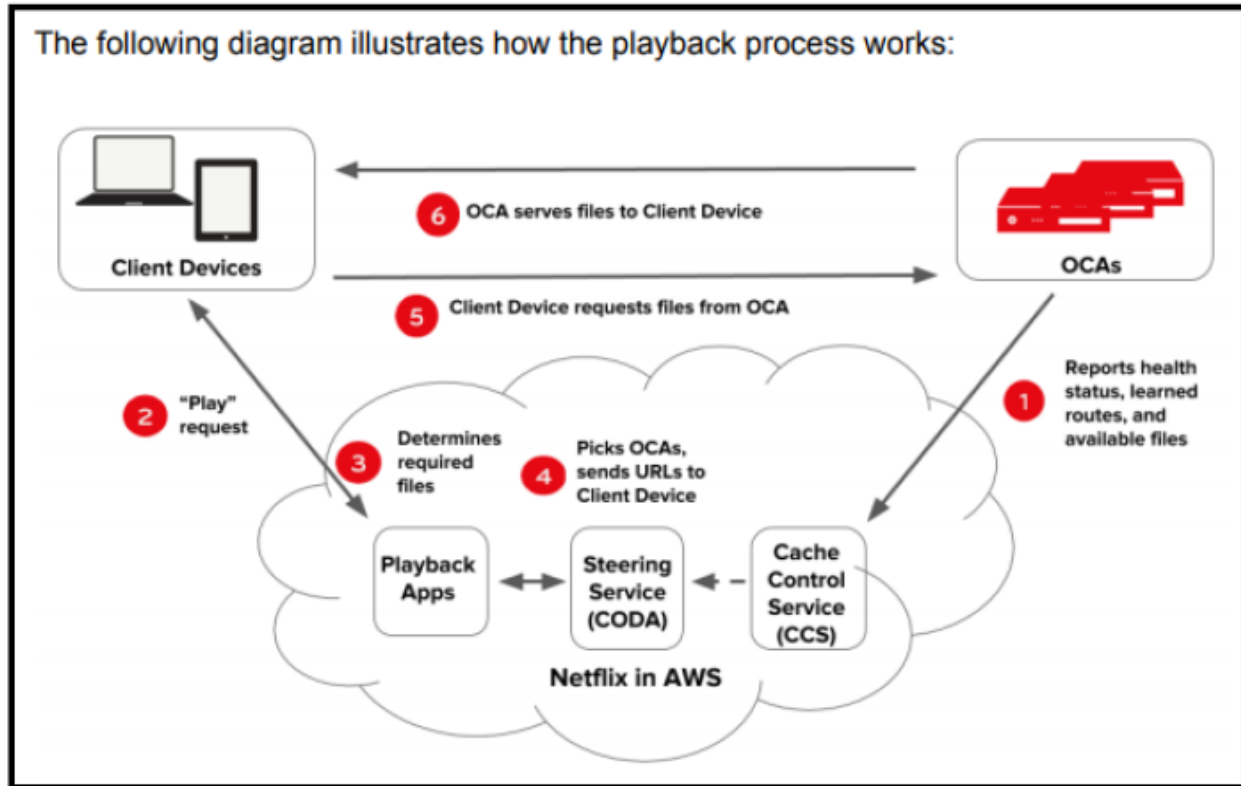 The following diagram illustrates how the playback process works:
Client Devices
6 OCA serves files to Client Device
OCAs
5 Client Device requests files from OCA
1 Reports health
status, learned
routes, and
available files
2 “Play”
request
3 Determines
required
files
4 Picks OCAs,
sends URLs to
Client Device
Playback
Apps
Steering
Service
(CODA)
Cache
Control
Service
(CCS)
Netflix in AWS